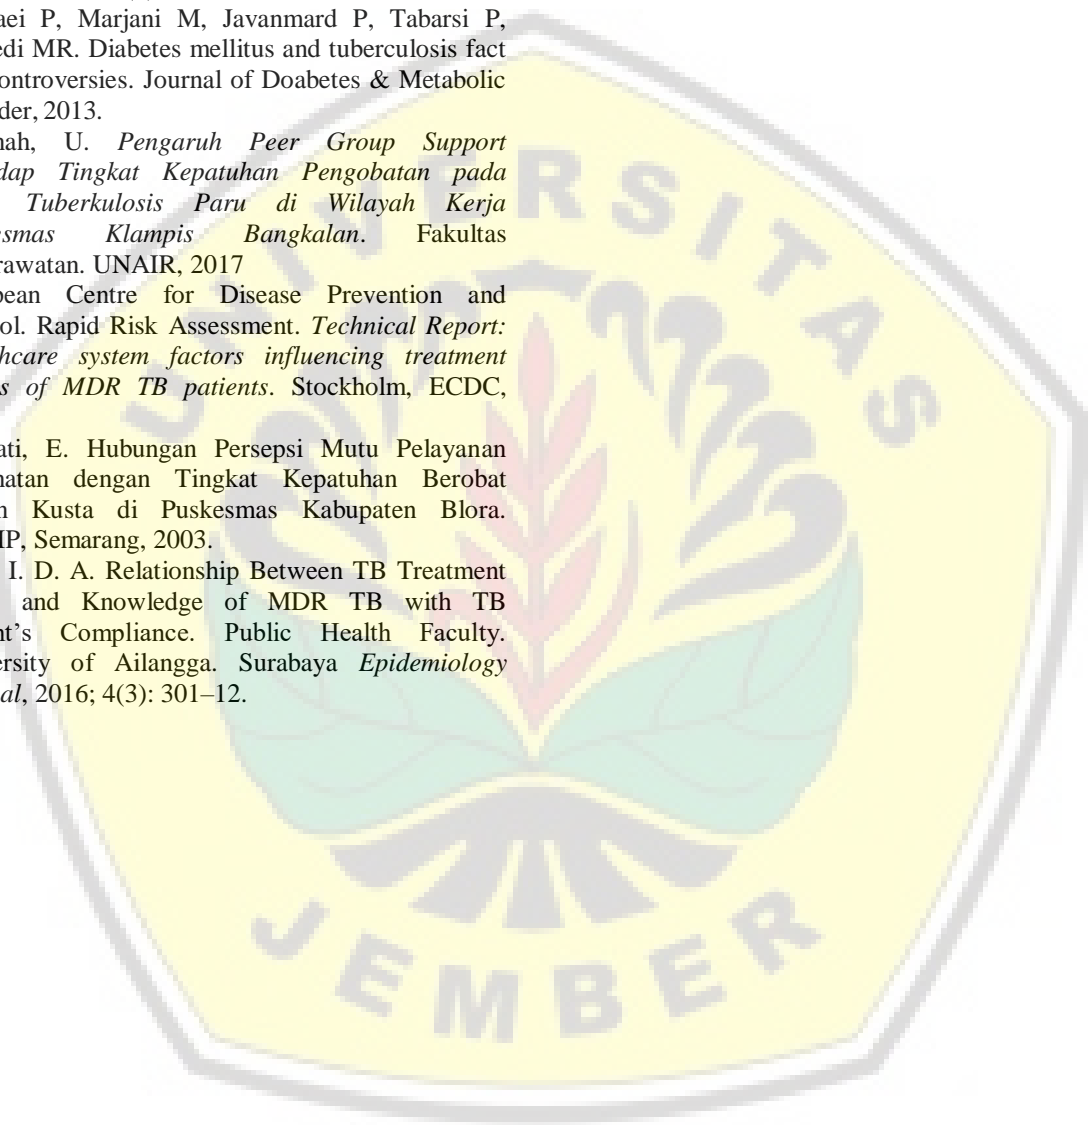 aei P, Marjani M, Javanmard P, Tabarsi P,
edi MR. Diabetes mellitus and tuberculosis fact
ontroversies. Journal of Doabetes & Metabolic
der, 2013.
nah, U. Pengaruh Peer Group Support
dap Tingkat Kepatuhan Pengobatan pada
Tuberkulosis Paru di Wilayah Kerja
esmas Klampis Bangkalan. Fakultas
rawatan. UNAIR, 2017
pean Centre for Disease Prevention and
ol. Rapid Risk Assessment. Technical Report:
hcare system factors influencing treatment
s of MDR TB patients. Stockholm, ECDC,
ati, E. Hubungan Persepsi Mutu Pelayanan
hatan dengan Tingkat Kepatuhan Berobat
n Kusta di Puskesmas Kabupaten Blora.
IP, Semarang, 2003.
I. D. A. Relationship Between TB Treatment
and Knowledge of MDR TB with TB
nt's Compliance. Public Health Faculty.
ersity of Ailangga. Surabaya Epidemiology
al, 2016; 4(3): 301–12.
UNIVERSITAS
JEMBER